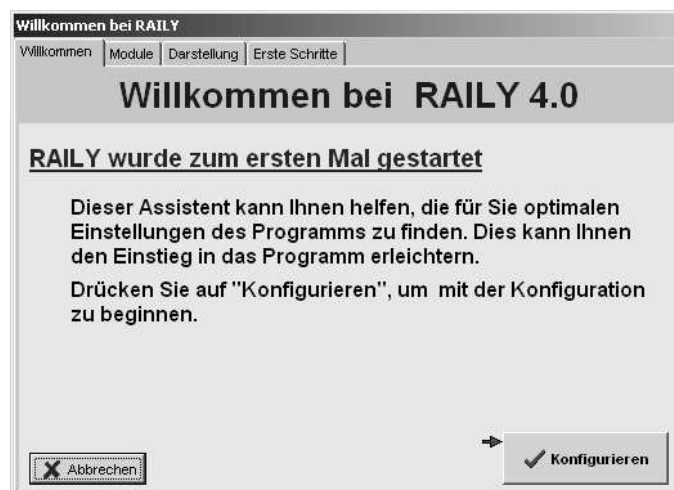 Willkommen bei RAILY
Willkommen Module Darstellung Erste Schritte
Willkommen bei RAILY 4.0
RAILY wurde zum ersten Mal gestartet
Dieser Assistent kann Ihnen helfen, die für Sie optimalen
Einstellungen des Programms zu finden. Dies kann Ihnen
den Einstieg in das Programm erleichtern.
Drücken Sie auf "Konfigurieren", um mit der Konfiguration
zu beginnen.
Abbrechen
Konfigurieren